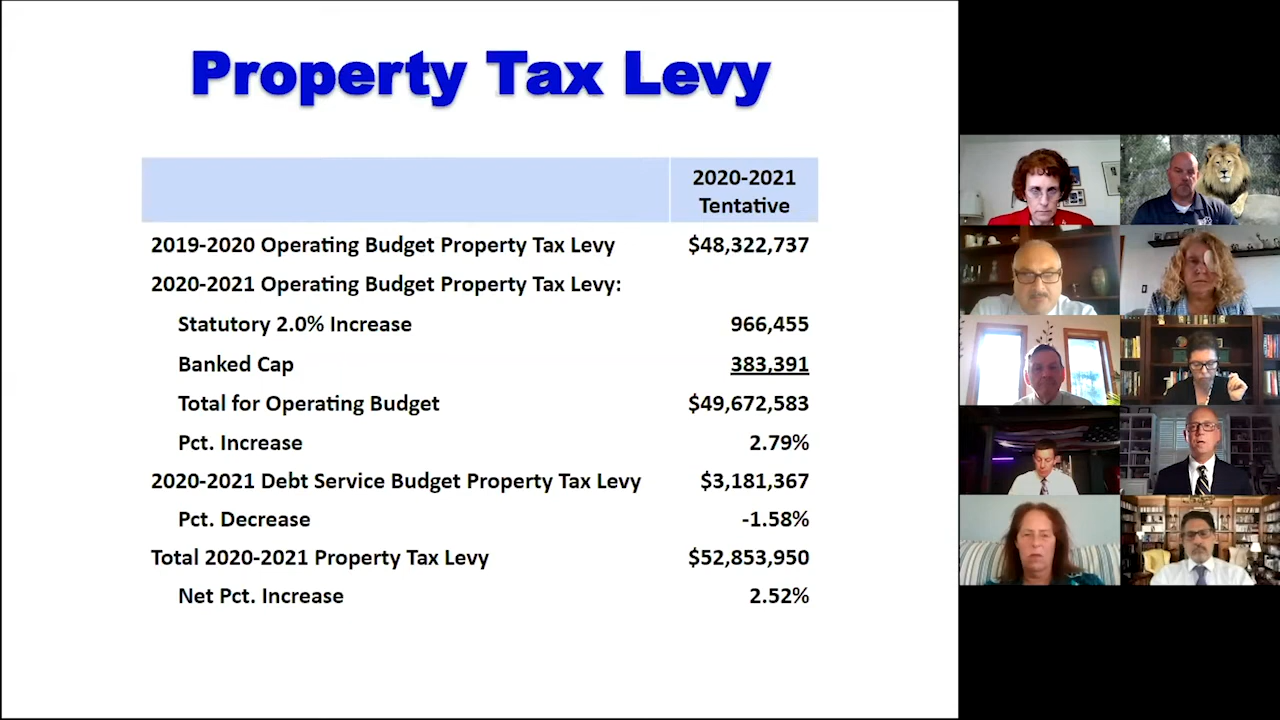 Property Tax Levy
2020-2021
Tentative
2019-2020 Operating Budget Property Tax Levy $48,322,737
2020-2021 Operating Budget Property Tax Levy:
Statutory 2.0% Increase 966,455
Banked Cap 383,391
Total for Operating Budget $49,672,583
Pct. Increase 2.79%
2020-2021 Debt Service Budget Property Tax Levy $3,181,367
Pct. Decrease -1.58%
Total 2020-2021 Property Tax Levy $52,853,950
Net Pct. Increase 2.52%